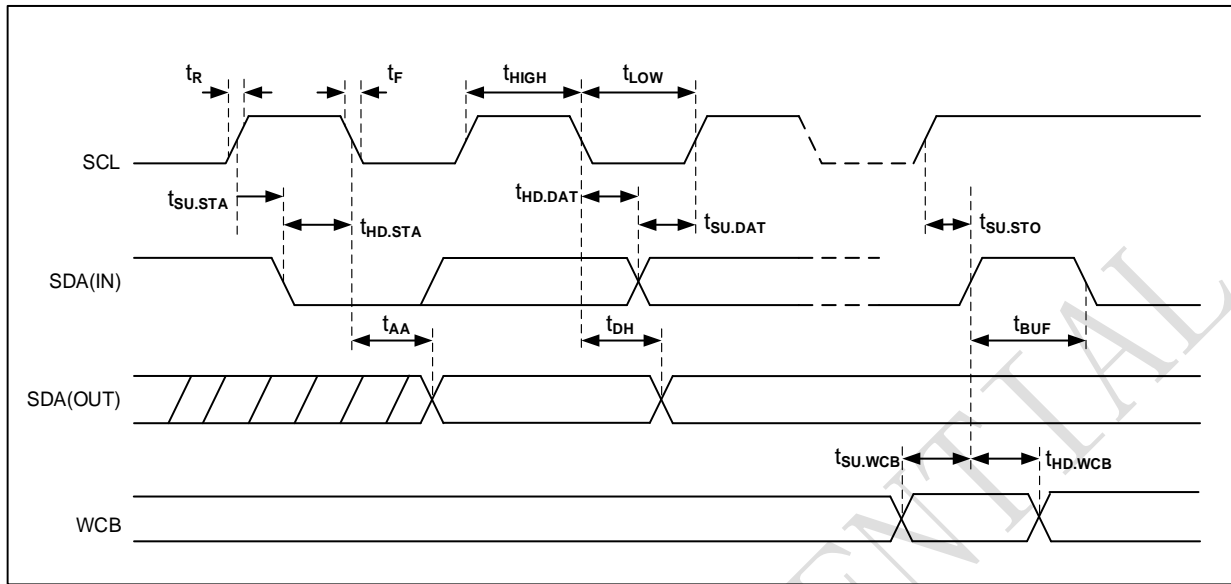 tR
tF
tHIGH
tLOW
SCL
tSU.STA
tHD.STA
tHD.DAT
tSU.DAT
tSU.STO
SDA(IN)
tAA
tDH
tBUF
SDA(OUT)
tSU.WCB
tHD.WCB
WCB
ENTIAL